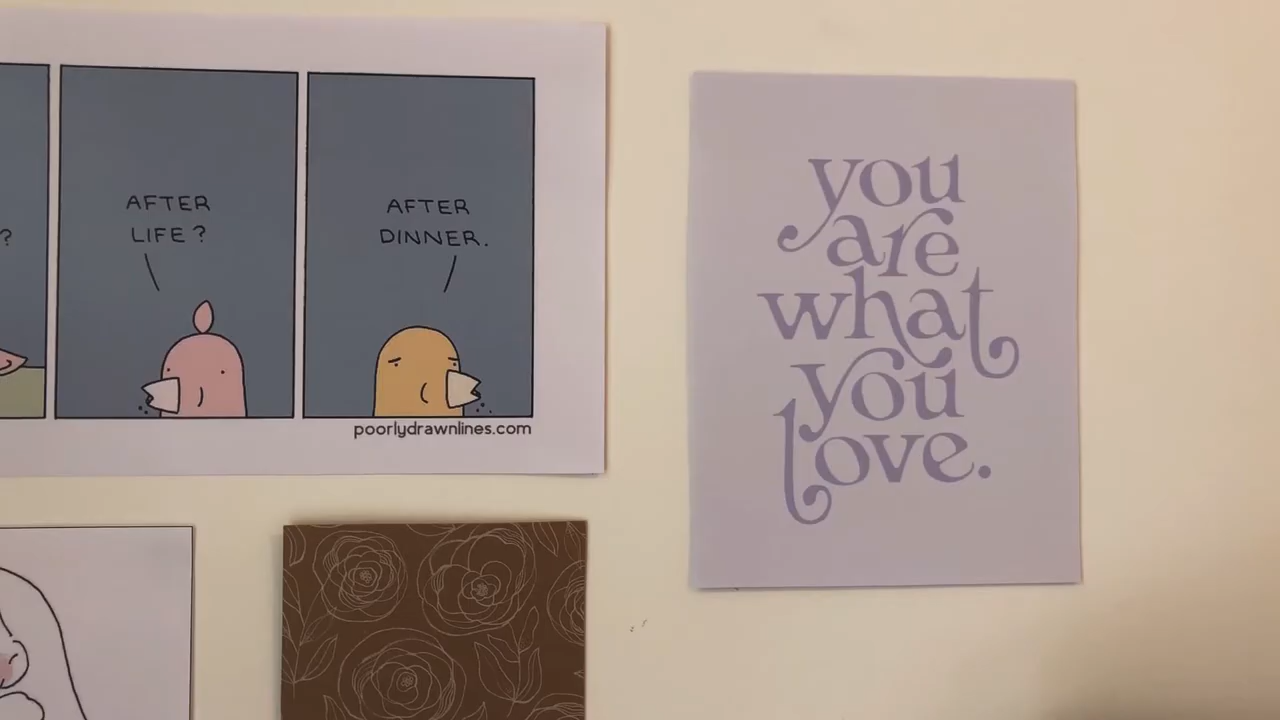 ?
AFTER
LIFE?
AFTER
DINNER.
poorlydrawnlines.com
you
are
what
you
love.